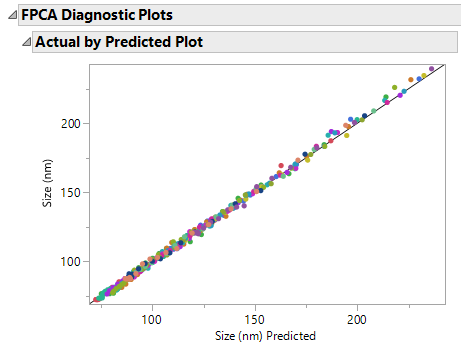 FPCA Diagnostic Plots
Actual by Predicted Plot
200
150
100
Size (nm)
100
150
200
Size (nm) Predicted